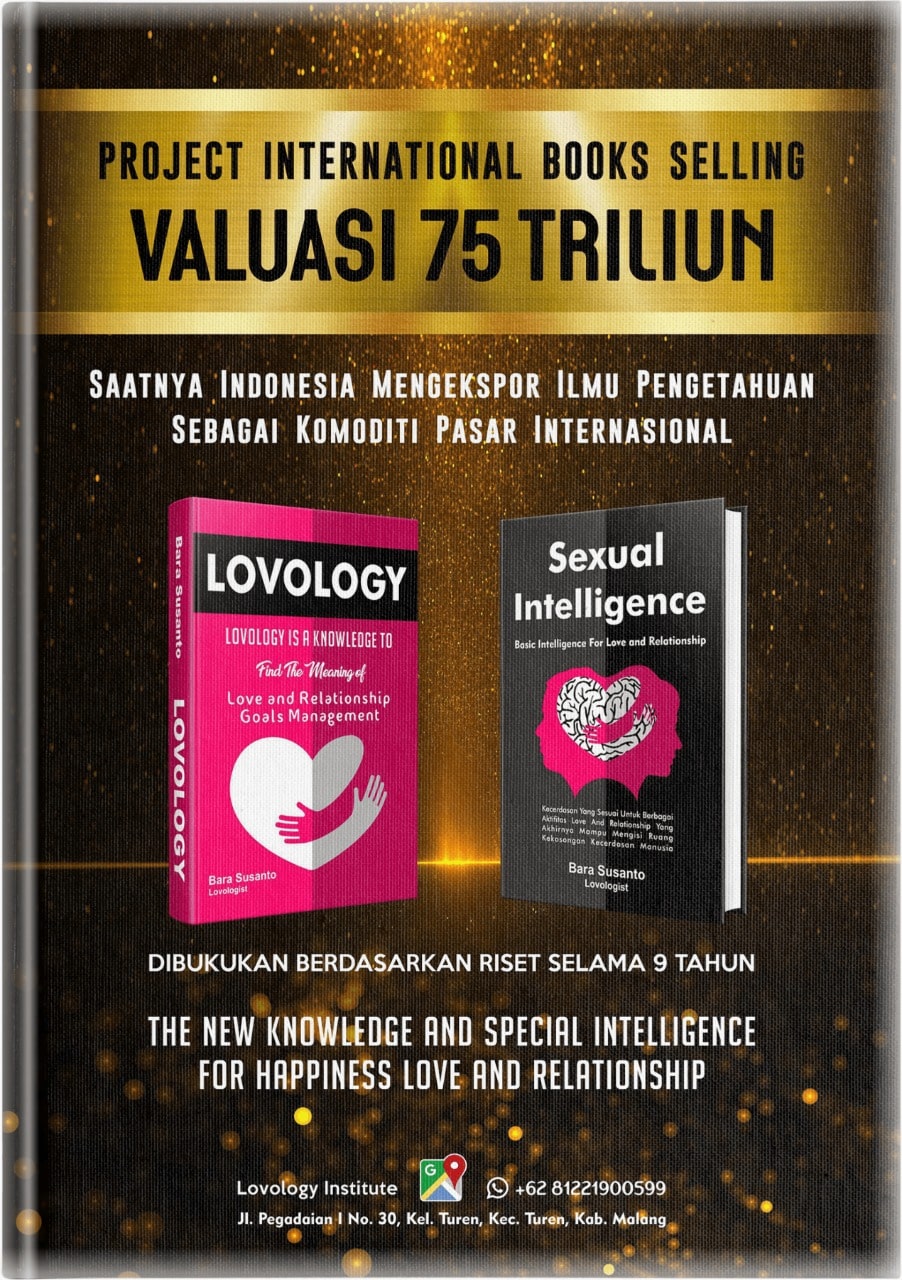 PROJECT INTERNATIONAL BOOKS SELLING
VALUASI 75 TRILIUN
SAATNYA INDONESIA MENGEKSPOR ILMU PENGETAHUAN
SEBAGAI KOMODITI PASAR INTERNASIONAL
Bara Susanto
LOVOLOGY
LOVOLOGY
LOVOLOGY IS A KNOWLEDGE TO
Find The Meaning of
Love and Relationship
Goals Management
Bara Susanto
Lovologist
Sexual
Intelligence
Basic Intelligence For Love and Relationship
Kecerdasan Yang Sesuai Untuk Berbagai
Aktifitas Love And Relationship Yang
Akhirnya Mampu Mengisi Ruang
Kekosongan Kecerdasan Manusia
Bara Susanto
Lovologist
DIBUKUKAN BERDASARKAN RISET SELAMA 9 TAHUN
THE NEW KNOWLEDGE AND SPECIAL INTELLIGENCE
FOR HAPPINESS LOVE AND RELATIONSHIP
Lovology Institute G +62 81221900599
Jl. Pegadaian I No. 30, Kel. Turen, Kec. Turen, Kab. Malang